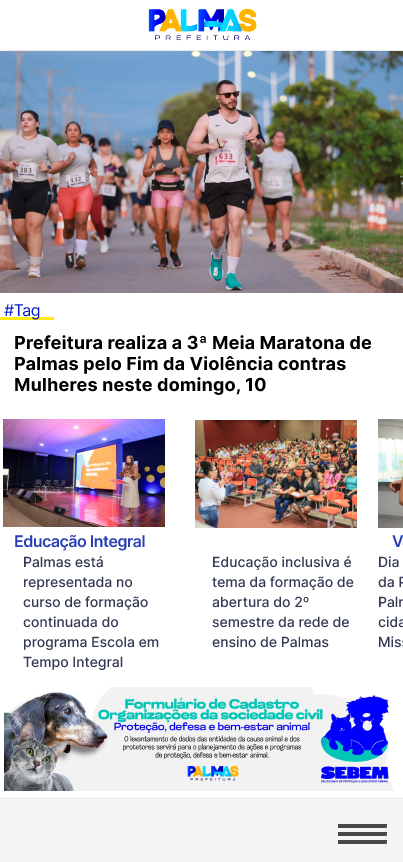 PALMAS
PREFEITURA
383
432
633
#Tag
Prefeitura realiza a 3ª Meia Maratona de
Palmas pelo Fim da Violência contras
Mulheres neste domingo, 10
Educação Integral
Palmas está
representada no
curso de formação
continuada do
programa Escola em
Tempo Integral
Educação inclusiva é
tema da formação de
abertura do 2º
semestre da rede de
ensino de Palmas
V
Dia
da P
Palr
cida
Miss
Formulário de Cadastro
Organizações da sociedade civil
Proteção, defesa e bem-estar animal
O levantamento de dados das entidades da causa animal e dos
protetores servirá para o planejamento de ações e programas
de proteção, defesa e bem-estar animal.
PALMAS
PREFEITURA
SEBEM